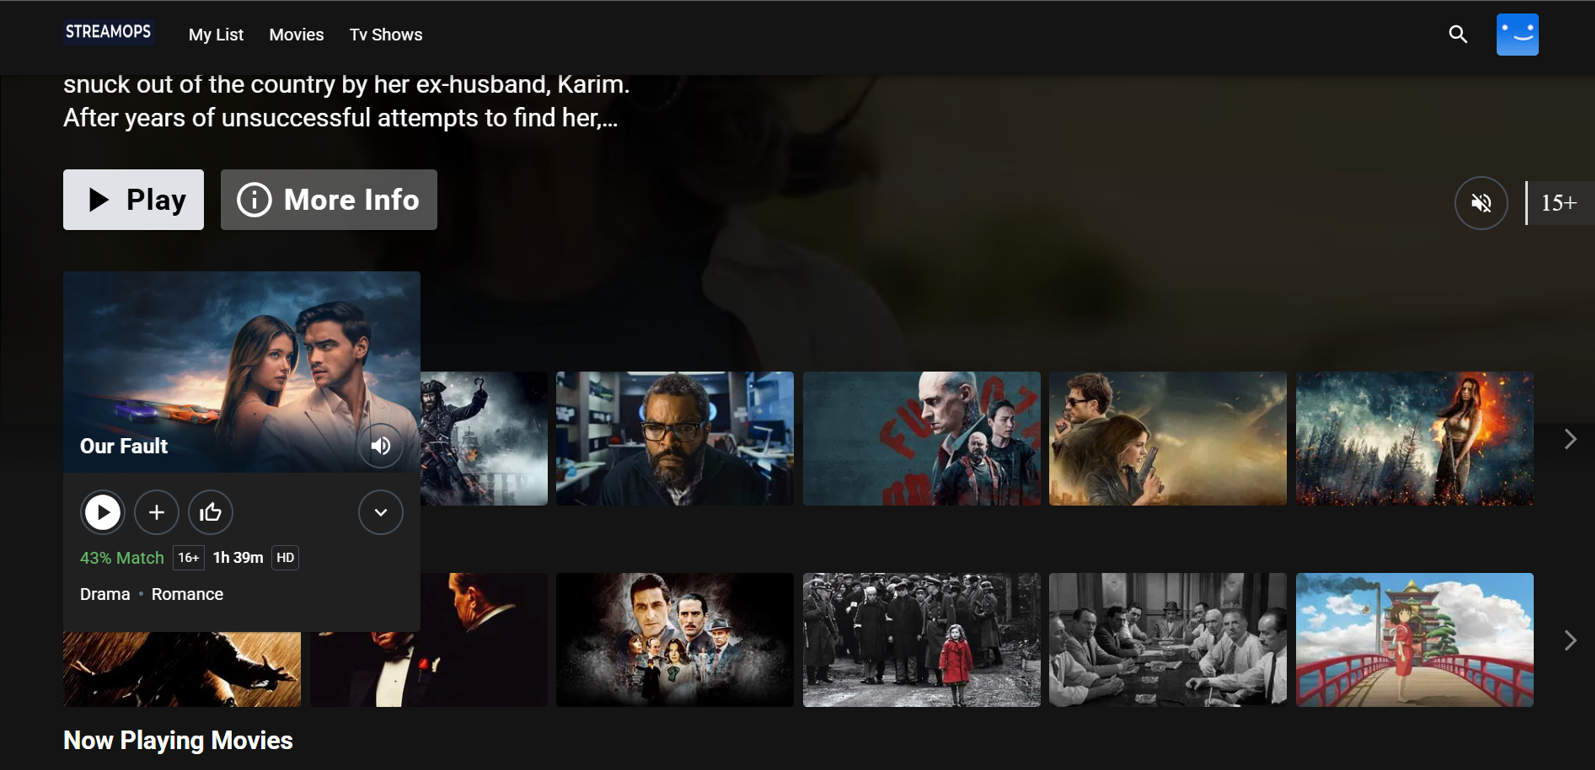 STREAMOPS
My List
Movies
Tv Shows
snuck out of the country by her ex-husband, Karim.
After years of unsuccessful attempts to find her,...
Play
More Info
15+
Our Fault
43% Match 16+ 1h 39m HD
Drama • Romance
Now Playing Movies